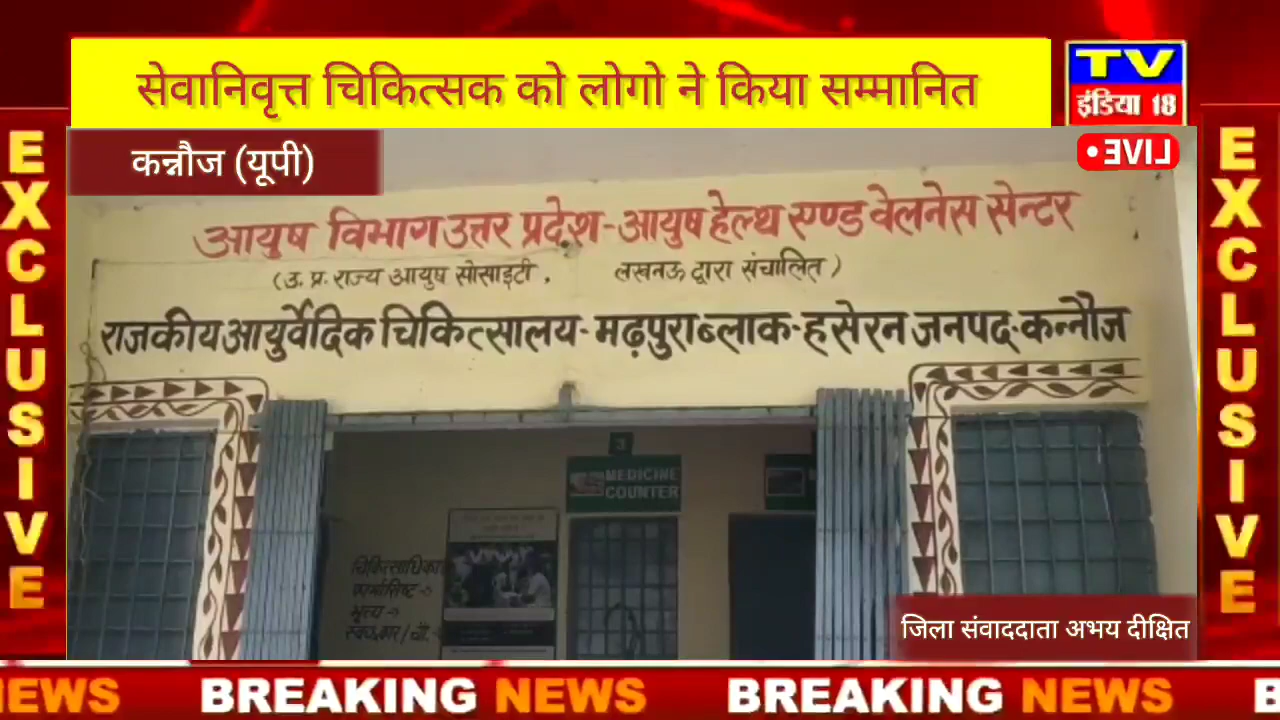 सेवानिवृत्त चिकित्सक को लोगो ने किया सम्मानित
TV
इंडिया 18
LIVE
कन्नौज (यूपी)
EXCLUSIVE
EXCLUSIVE
आयुष विभाग उत्तर प्रदेश-आयुष हेल्थ एण्ड वेलनेस सेन्टर
(उ.प्र. राज्य आयुष सोसाइटी, लखनऊ द्वारा संचालित)
राजकीय आयुर्वेदिक चिकित्सालय-मढ़पुरा ब्लाक-हसेरन जनपद-कन्नौज
3
MEDICINE
COUNTER
चिकित्साधिका
फार्मासिष्ट →
भृत्य →
जिला संवाददाता अभय दीक्षित
NEWS BREAKING NEWS BREAKING NEWS B